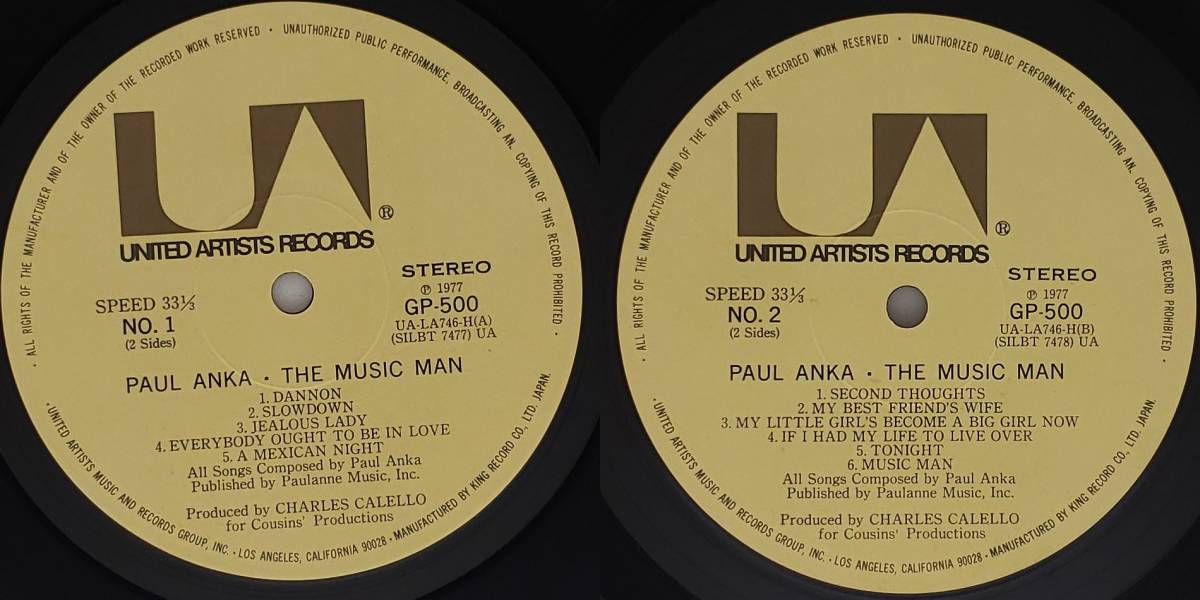 ALL RIGHTS OF THE MANUFACTURER AND OF THE OWNER OF THE RECORDED WORK RESERVED · UNAUTHORIZED PUBLIC PERFORMANCE, BROADCASTING AN. COPYING OF THIS RECORD PROHIBITED ·
UA ®
UNITED ARTISTS RECORDS
STEREO
SPEED 33⅓
NO. 1
(2 Sides)
℗ 1977
GP-500
UA-LA746-H(A)
(SILBT 7477) UA
PAUL ANKA · THE MUSIC MAN
1. DANNON
2. SLOWDOWN
3. JEALOUS LADY
4. EVERYBODY OUGHT TO BE IN LOVE
5. A MEXICAN NIGHT
All Songs Composed by Paul Anka
Published by Paulanne Music, Inc.
Produced by CHARLES CALELLO
for Cousins' Productions
· UNITED ARTISTS MUSIC AND RECORDS GROUP, INC. · LOS ANGELES, CALIFORNIA 90028 · MANUFACTURED BY KING RECORD CO., LTD. JAPAN.
ALL RIGHTS OF THE MANUFACTURER AND OF THE OWNER OF THE RECORDED WORK RESERVED · UNAUTHORIZED PUBLIC PERFORMANCE, BROADCASTING AN. COPYING OF THIS RECORD PROHIBITED ·
UA ®
UNITED ARTISTS RECORDS
STEREO
SPEED 33⅓
NO. 2
(2 Sides)
℗ 1977
GP-500
UA-LA746-H(B)
(SILBT 7478) UA
PAUL ANKA · THE MUSIC MAN
1. SECOND THOUGHTS
2. MY BEST FRIEND'S WIFE
3. MY LITTLE GIRL'S BECOME A BIG GIRL NOW
4. IF I HAD MY LIFE TO LIVE OVER
5. TONIGHT
6. MUSIC MAN
All Songs Composed by Paul Anka
Published by Paulanne Music, Inc.
Produced by CHARLES CALELLO
for Cousins' Productions
· UNITED ARTISTS MUSIC AND RECORDS GROUP, INC. · LOS ANGELES, CALIFORNIA 90028 · MANUFACTURED BY KING RECORD CO., LTD. JAPAN.